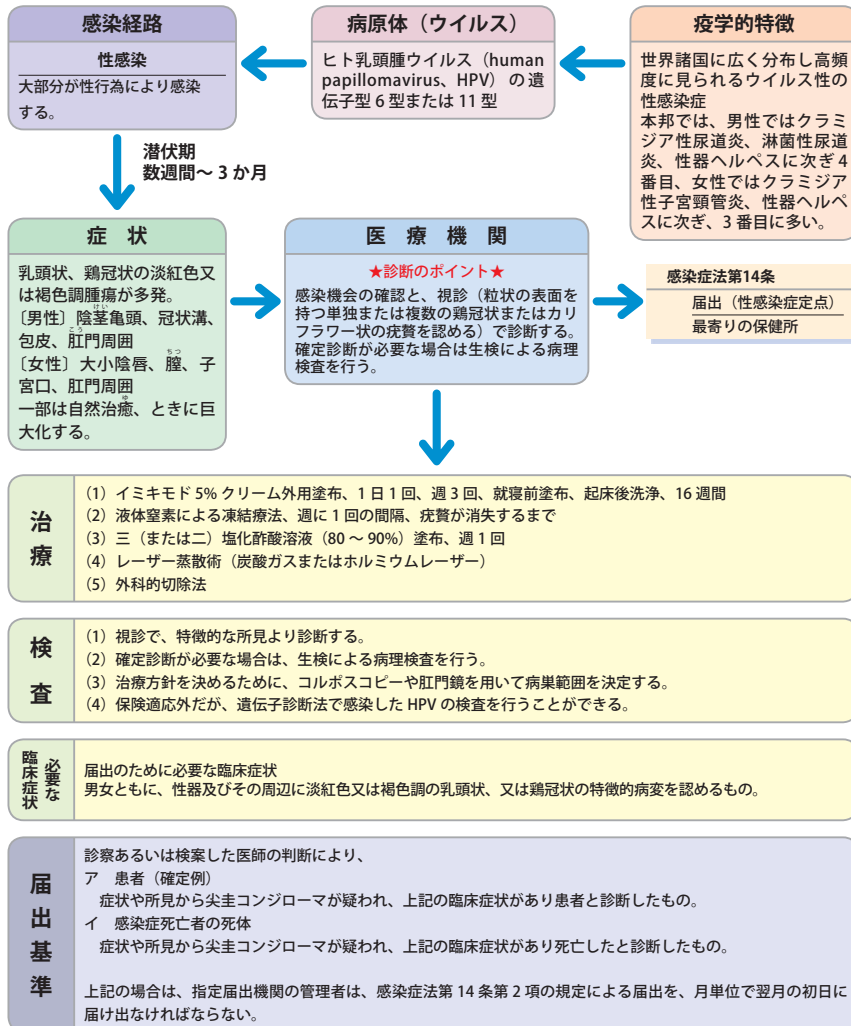 感染経路
性感染
大部分が性行為により感染
する。
病原体（ウイルス）
ヒト乳頭腫ウイルス（human
papillomavirus、HPV）の遺
伝子型 6 型または 11 型
疫学的特徴
世界諸国に広く分布し高頻
度に見られるウイルス性の
性感染症
本邦では、男性ではクラミ
ジア性尿道炎、淋菌性尿道
炎、性器ヘルペスに次ぎ 4
番目、女性ではクラミジア
性子宮頸管炎、性器ヘルペ
スに次ぎ、3 番目に多い。
潜伏期
数週間～ 3 か月
症　状
乳頭状、鶏冠状の淡紅色又
は褐色調腫瘍が多発。
〔男性〕陰茎亀頭、冠状溝、
包皮、肛門周囲
〔女性〕大小陰唇、膣、子
宮口、肛門周囲
一部は自然治癒、ときに巨
大化する。
医　療　機　関
★診断のポイント★
感染機会の確認と、視診（粒状の表面を
持つ単独または複数の鶏冠状またはカリ
フラワー状の疣贅を認める）で診断する。
確定診断が必要な場合は生検による病理
検査を行う。
感染症法第14条
届出（性感染症定点）
最寄りの保健所
治療
（1）イミキモド 5% クリーム外用塗布、1 日 1 回、週 3 回、就寝前塗布、起床後洗浄、16 週間
（2）液体窒素による凍結療法、週に 1 回の間隔、疣贅が消失するまで
（3）三（または二）塩化酢酸溶液（80 ～ 90%）塗布、週 1 回
（4）レーザー蒸散術（炭酸ガスまたはホルミウムレーザー）
（5）外科的切除法
検査
（1）視診で、特徴的な所見より診断する。
（2）確定診断が必要な場合は、生検による病理検査を行う。
（3）治療方針を決めるために、コルポスコピーや肛門鏡を用いて病巣範囲を決定する。
（4）保険適応外だが、遺伝子診断法で感染した HPV の検査を行うことができる。
必要な
臨床症状
届出のために必要な臨床症状
男女ともに、性器及びその周辺に淡紅色又は褐色調の乳頭状、又は鶏冠状の特徴的病変を認めるもの。
届出基準
診察あるいは検案した医師の判断により、
ア　患者（確定例）
症状や所見から尖圭コンジローマが疑われ、上記の臨床症状があり患者と診断したもの。
イ　感染症死亡者の死体
症状や所見から尖圭コンジローマが疑われ、上記の臨床症状があり死亡したと診断したもの。
上記の場合は、指定届出機関の管理者は、感染症法第 14 条第 2 項の規定による届出を、月単位で翌月の初日に
届け出なければならない。